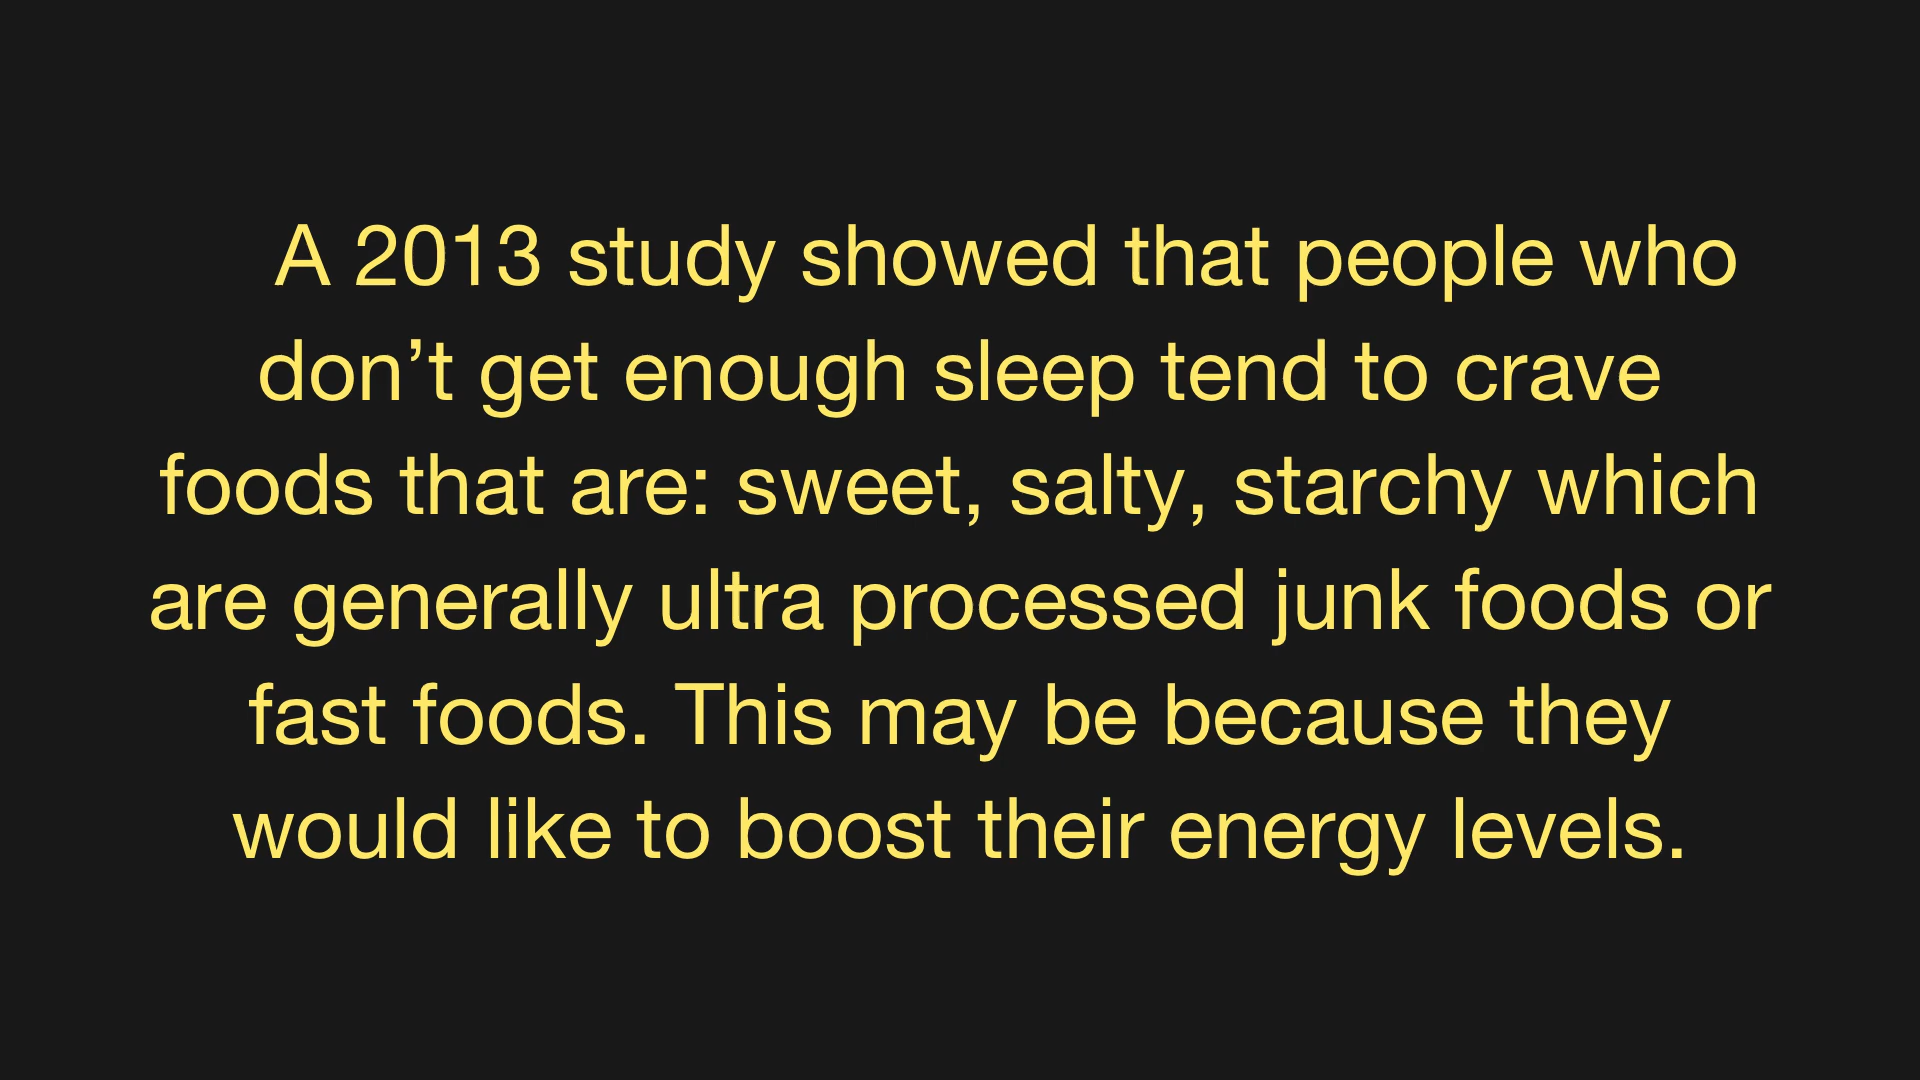 A 2013 study showed that people who
don’t get enough sleep tend to crave
foods that are: sweet, salty, starchy which
are generally ultra processed junk foods or
fast foods. This may be because they
would like to boost their energy levels.